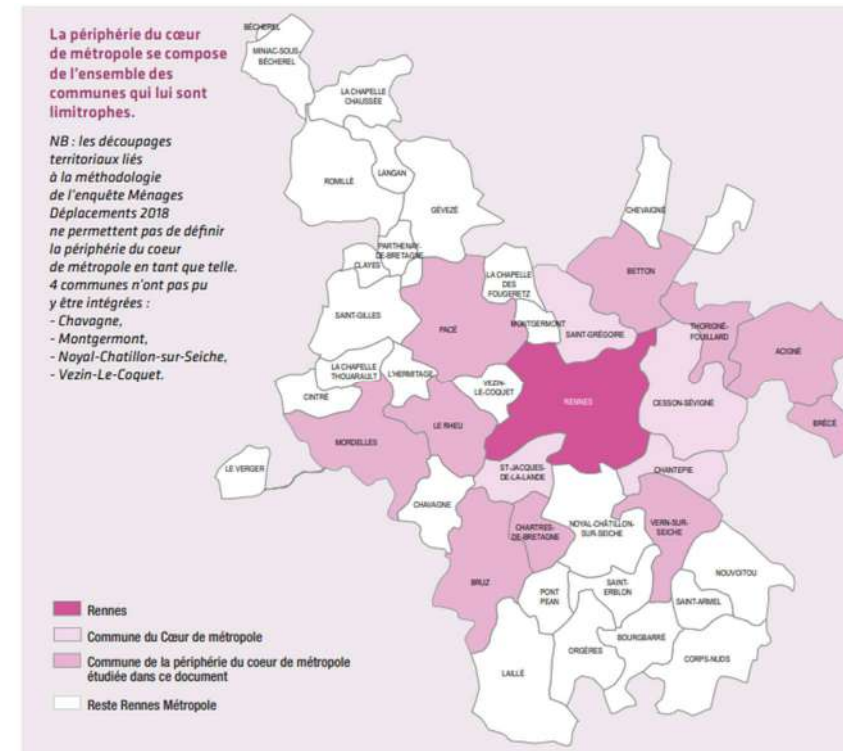 La périphérie du cœur
de métropole se compose
de l'ensemble des
communes qui lui sont
limitrophes.
NB : les découpages
territoriaux liés
à la méthodologie
de l'enquête Ménages
Déplacements 2018
ne permettent pas de définir
la périphérie du coeur
de métropole en tant que telle.
4 communes n'ont pas pu
y être intégrées :
- Chavagne,
- Montgermont,
- Noyal-Chatillon-sur-Seiche,
- Vezin-Le-Coquet.
BÉCHEREL
MINIAC-SOUS-
BÉCHEREL
LA CHAPELLE
CHAUSSÉE
LANGAN
ROMILLÉ
GÉVEZÉ
CHEVAIGNÉ
PARTHENAY-
DE-BRETAGNE
CLAYES
LA CHAPELLE
DES
FOUGERETZ
BETTON
SAINT-GILLES
PACÉ
MONTGERMONT
SAINT-GRÉGOIRE
THORIGNÉ-
FOUILLARD
ACIGNÉ
LA CHAPELLE
THOUARAULT
L'HERMITAGE
VEZIN-
LE-COQUET
RENNES
CESSON-SÉVIGNÉ
CINTRÉ
BRÉCÉ
LE RHEU
MORDELLES
LE VERGER
ST-JACQUES-
DE-LA-LANDE
CHANTEPIE
CHAVAGNE
CHARTRES-
DE-BRETAGNE
NOYAL-CHÂTILLON-
SUR-SEICHE
VERN-SUR-
SEICHE
BRUZ
NOUVOITOU
PONT
PEAN
SAINT-
ERBLON
SAINT-ARMEL
ORGÈRES
BOURGBARRÉ
CORPS-NUDS
LAILLÉ
Rennes
Commune du Cœur de métropole
Commune de la périphérie du coeur de métropole
étudiée dans ce document
Reste Rennes Métropole